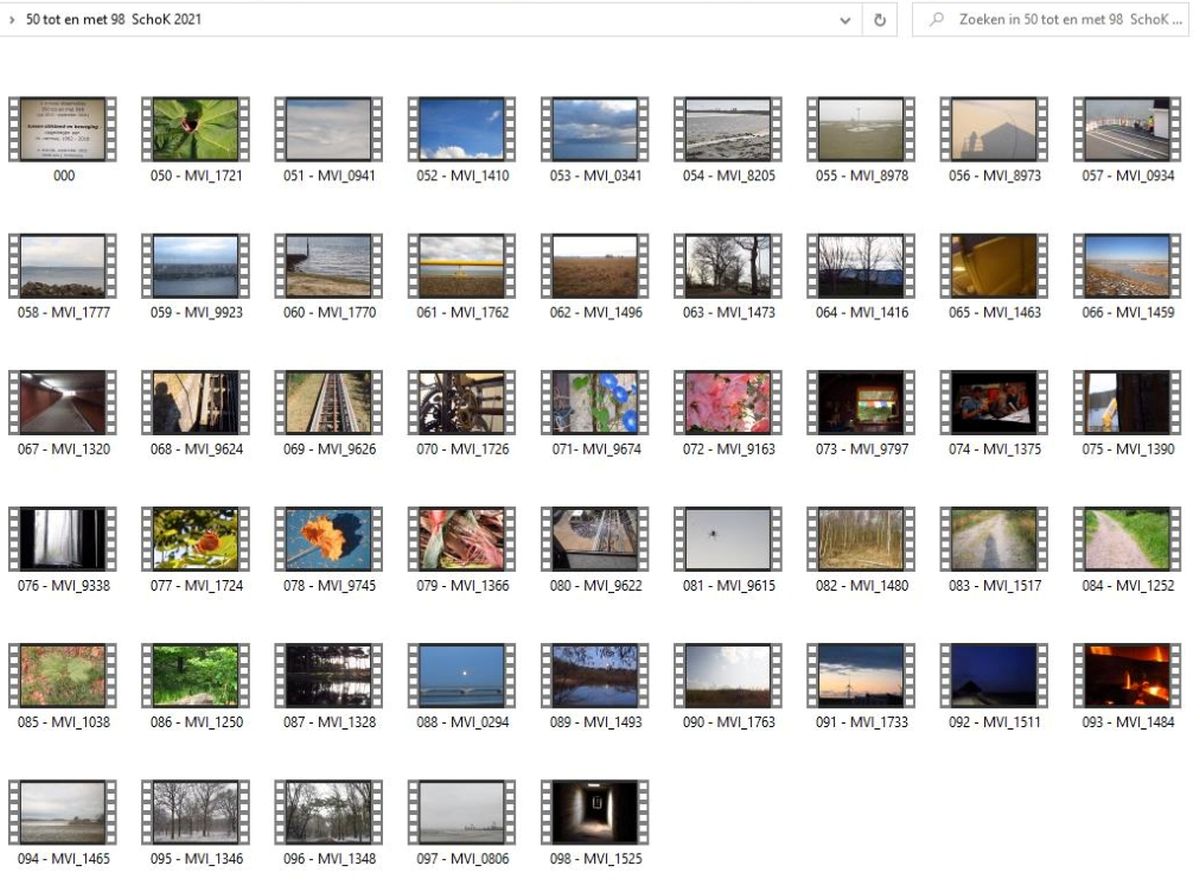 50 tot en met 98 SchoK 2021
Zoeken in 50 tot en met 98 SchoK ...
000
050 - MVI_1721
051 - MVI_0941
052 - MVI_1410
053 - MVI_0341
054 - MVI_8205
055 - MVI_8978
056 - MVI_8973
057 - MVI_0934
058 - MVI_1777
059 - MVI_9923
060 - MVI_1770
061 - MVI_1762
062 - MVI_1496
063 - MVI_1473
064 - MVI_1416
065 - MVI_1463
066 - MVI_1459
067 - MVI_1320
068 - MVI_9624
069 - MVI_9626
070 - MVI_1726
071- MVI_9674
072 - MVI_9163
073 - MVI_9797
074 - MVI_1375
075 - MVI_1390
076 - MVI_9338
077 - MVI_1724
078 - MVI_9745
079 - MVI_1366
080 - MVI_9622
081 - MVI_9615
082 - MVI_1480
083 - MVI_1517
084 - MVI_1252
085 - MVI_1038
086 - MVI_1250
087 - MVI_1328
088 - MVI_0294
089 - MVI_1493
090 - MVI_1763
091 - MVI_1733
092 - MVI_1511
093 - MVI_1484
094 - MVI_1465
095 - MVI_1346
096 - MVI_1348
097 - MVI_0806
098 - MVI_1525